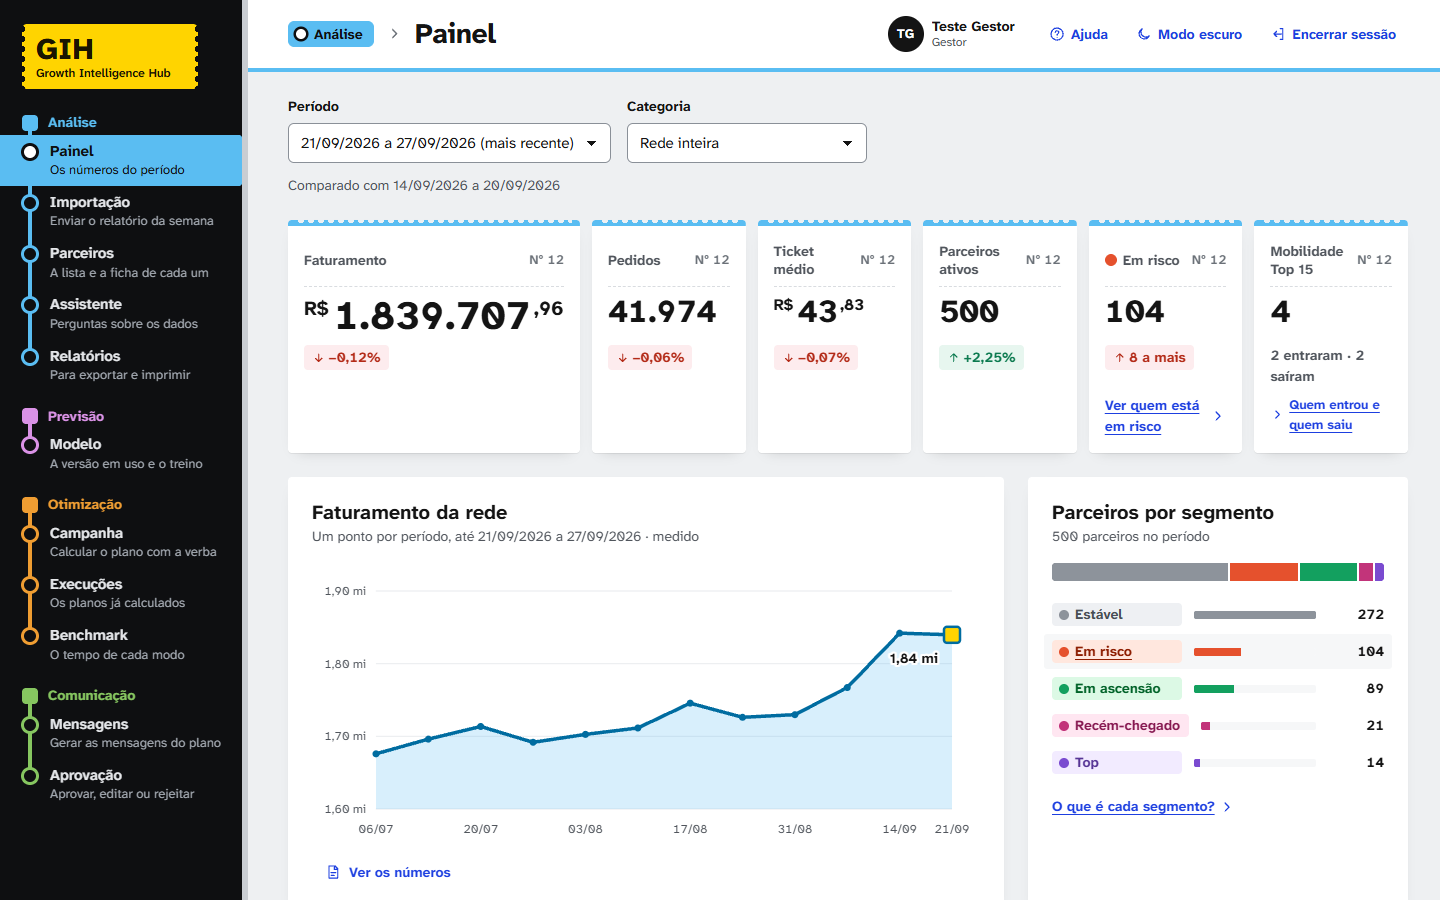 GIH
Growth Intelligence Hub
Análise
Painel
Os números do período
Importação
Enviar o relatório da semana
Parceiros
A lista e a ficha de cada um
Assistente
Perguntas sobre os dados
Relatórios
Para exportar e imprimir
Previsão
Modelo
A versão em uso e o treino
Otimização
Campanha
Calcular o plano com a verba
Execuções
Os planos já calculados
Benchmark
O tempo de cada modo
Comunicação
Mensagens
Gerar as mensagens do plano
Aprovação
Aprovar, editar ou rejeitar
Análise
Painel
TG
Teste Gestor
Gestor
Ajuda
Modo escuro
Encerrar sessão
Período
21/09/2026 a 27/09/2026 (mais recente)
Categoria
Rede inteira
Comparado com 14/09/2026 a 20/09/2026
Faturamento
N° 12
R$ 1.839.707,96
↓ −0,12%
Pedidos
N° 12
41.974
↓ −0,06%
Ticket
médio
N° 12
R$ 43,83
↓ −0,07%
Parceiros
ativos
N° 12
500
↑ +2,25%
Em risco
N° 12
104
↑ 8 a mais
Ver quem está
em risco
Mobilidade
Top 15
N° 12
4
2 entraram · 2
saíram
Quem entrou e
quem saiu
Faturamento da rede
Um ponto por período, até 21/09/2026 a 27/09/2026 · medido
1,90 mi
1,80 mi
1,70 mi
1,60 mi
1,84 mi
06/07
20/07
03/08
17/08
31/08
14/09
21/09
Ver os números
Parceiros por segmento
500 parceiros no período
Estável
272
Em risco
104
Em ascensão
89
Recém-chegado
21
Top
14
O que é cada segmento?